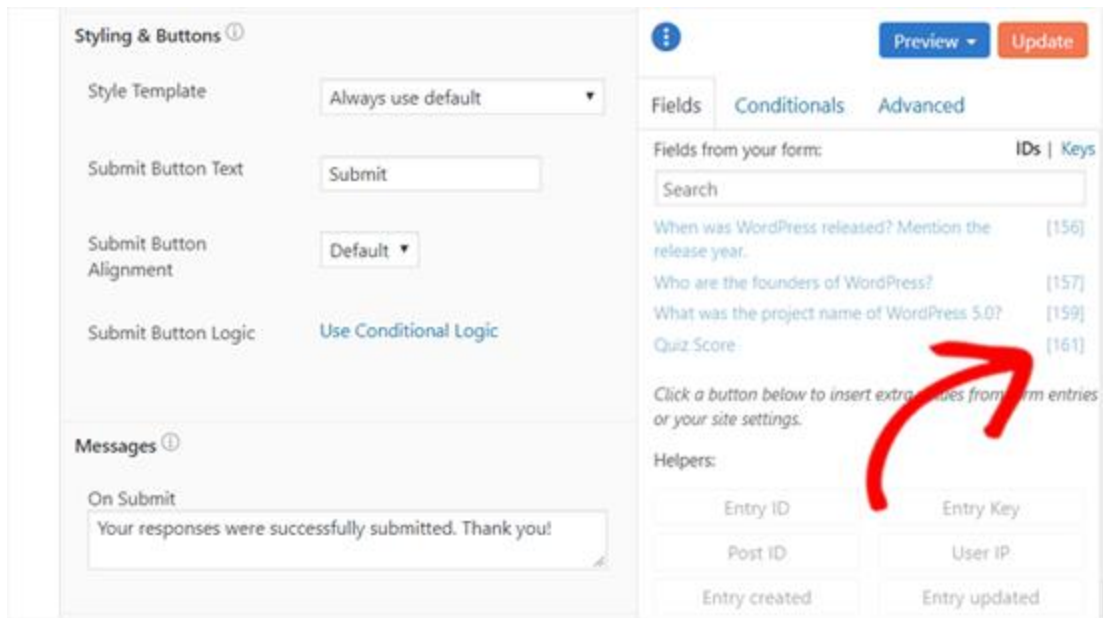 Styling & Buttons
Style Template
Always use default
Submit Button Text
Submit
Submit Button
Alignment
Default
Submit Button Logic
Use Conditional Logic
Messages
On Submit
Your responses were successfully submitted. Thank you!
Preview
Update
Fields
Conditionals
Advanced
Fields from your form:
IDs | Keys
Search
When was WordPress released? Mention the [156]
release year.
Who are the founders of WordPress? [157]
What was the project name of WordPress 5.0? [159]
Quiz Score [161]
Click a button below to insert extra from entries
or your site settings.
Helpers:
Entry ID
Entry Key
Post ID
User IP
Entry created
Entry updated